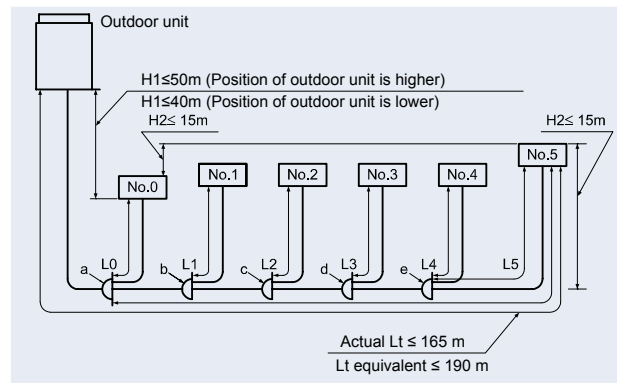 Outdoor unit
H1≤50m (Position of outdoor unit is higher)
H1≤40m (Position of outdoor unit is lower)
H2≤ 15m
H2≤ 15m
No.0
No.1
No.2
No.3
No.4
No.5
a
L0
b
L1
c
L2
d
L3
e
L4
L5
Actual Lt ≤ 165 m
Lt equivalent ≤ 190 m